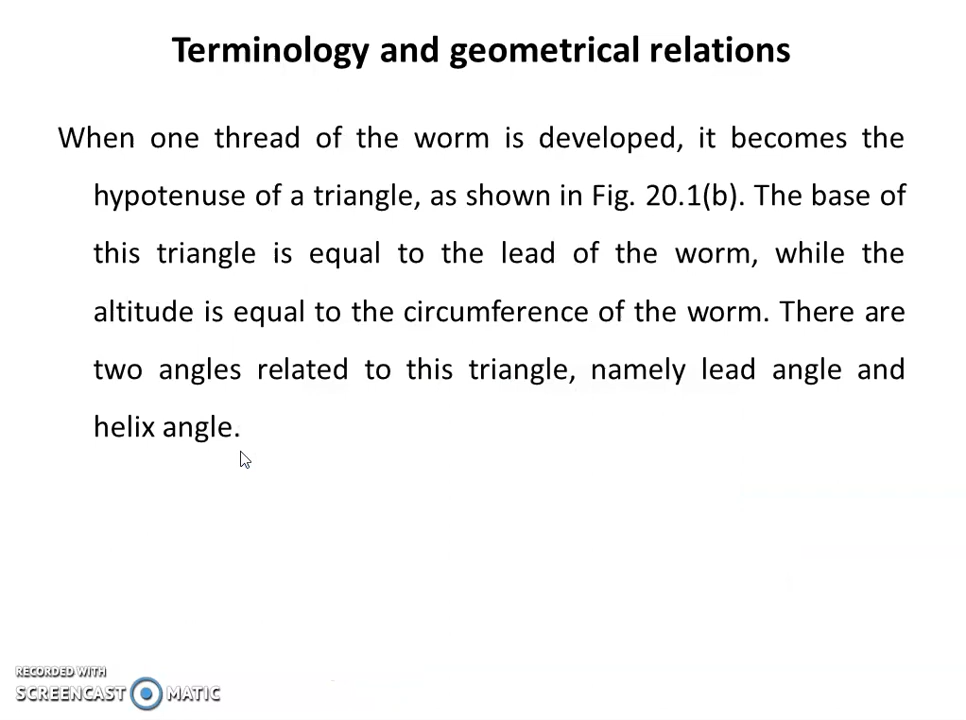 Terminology and geometrical relations
When one thread of the worm is developed, it becomes the
hypotenuse of a triangle, as shown in Fig. 20.1(b). The base of
this triangle is equal to the lead of the worm, while the
altitude is equal to the circumference of the worm. There are
two angles related to this triangle, namely lead angle and
helix angle.
RECORDED WITH
SCREENCAST MATIC